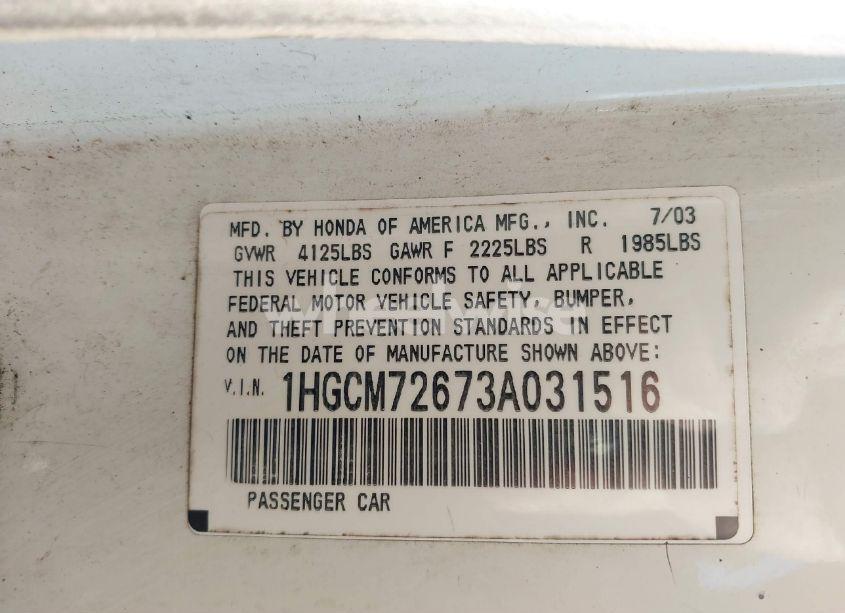 MFD. BY HONDA OF AMERICA MFG., INC. 7/03
GVWR 4125LBS GAWR F 2225LBS R 1985LBS
THIS VEHICLE CONFORMS TO ALL APPLICABLE
FEDERAL MOTOR VEHICLE SAFETY, BUMPER,
AND THEFT PREVENTION STANDARDS IN EFFECT
ON THE DATE OF MANUFACTURE SHOWN ABOVE:
V.I.N. 1HGCM72673A031516
PASSENGER CAR